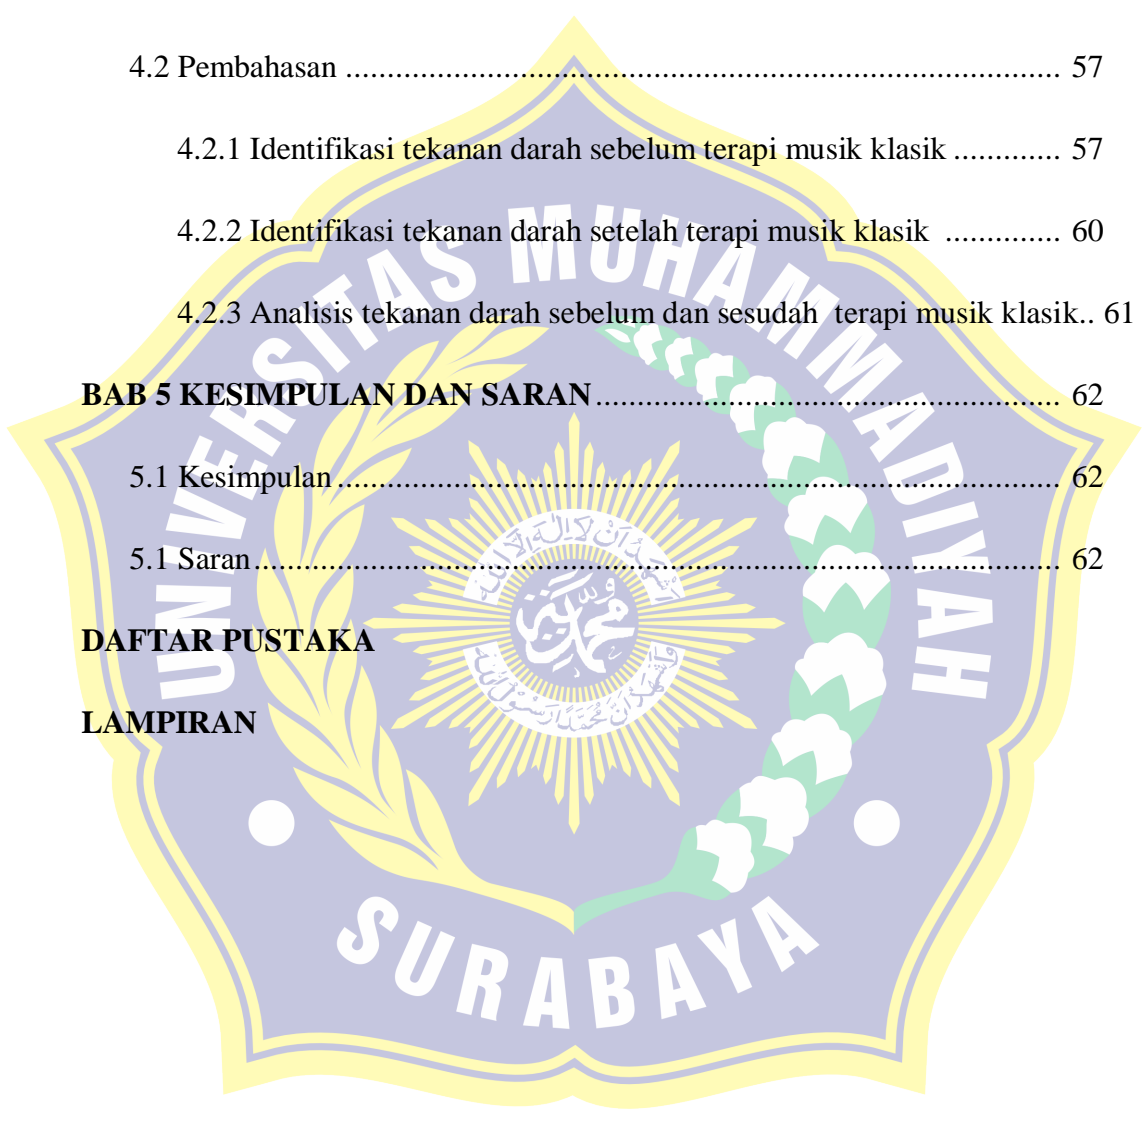 4.2 Pembahasan ........................................................................ 57
4.2.1 Identifikasi tekanan darah sebelum terapi musik klasik ............. 57
4.2.2 Identifikasi tekanan darah setelah terapi musik klasik .............. 60
4.2.3 Analisis tekanan darah sebelum dan sesudah terapi musik klasik.. 61
BAB 5 KESIMPULAN DAN SARAN ........................................................ 62
5.1 Kesimpulan ......................................................................... 62
5.1 Saran ................................................................................. 62
DAFTAR PUSTAKA
LAMPIRAN
UNIVERSITAS MUHAMMADIYAH
SURABAYA